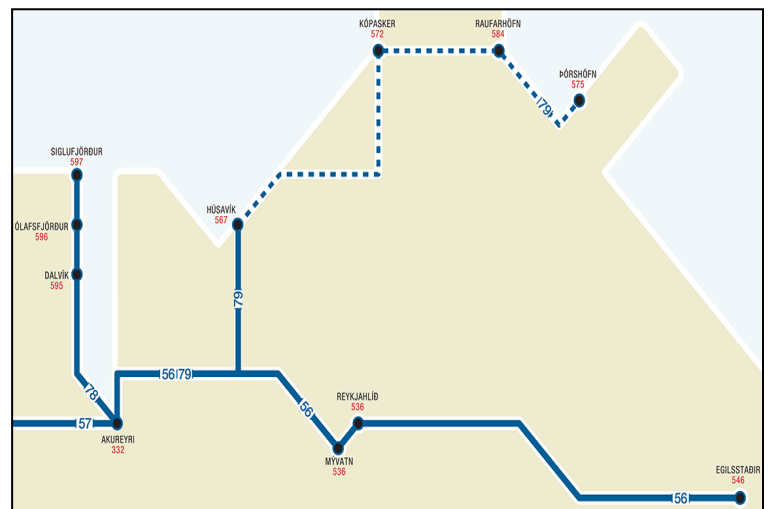 KÓPASKER
572
RAUFARHÖFN
584
ÞÓRSHÖFN
575
79
SIGLUFJÖRÐUR
597
HÚSAVÍK
567
ÓLAFSFJÖRÐUR
596
DALVÍK
595
79
56|79
78
56
REYKJAHLÍÐ
536
57
AKUREYRI
332
MÝVATN
536
EGILSSTAÐIR
546
56